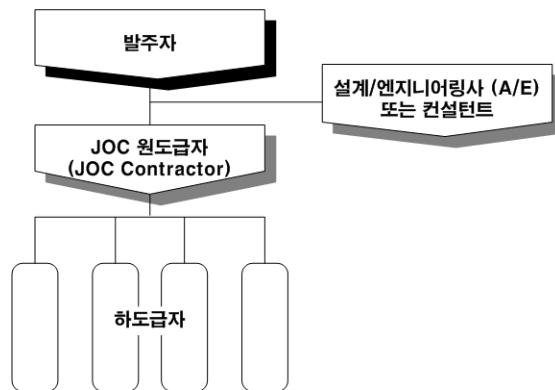 발주자
설계/엔지니어링사 (A/E)
또는 컨설턴트
JOC 원도급자
(JOC Contractor)
하도급자